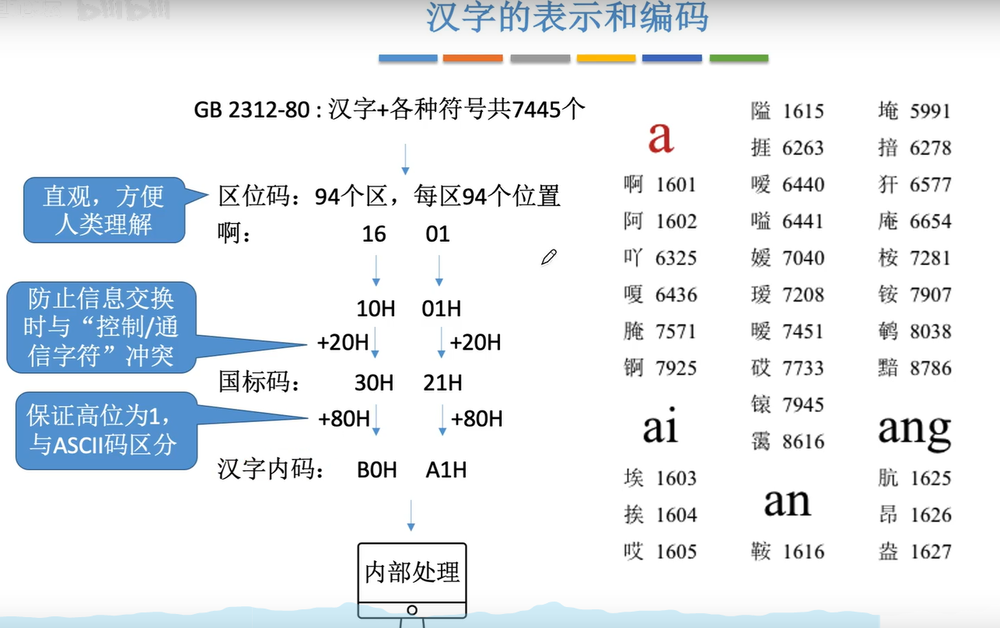 汉字的表示和编码
GB 2312-80 : 汉字+各种符号共7445个
直观，方便
人类理解
区位码：94个区，每区94个位置
啊： 16 01
10H 01H
防止信息交换
时与“控制/通
信字符”冲突
+20H +20H
国标码： 30H 21H
保证高位为1，
与ASCII码区分
+80H +80H
汉字内码： B0H A1H
内部处理
a
啊 1601
阿 1602
吖 6325
嗄 6436
腌 7571
锕 7925
ai
埃 1603
挨 1604
哎 1605
隘 1615
捱 6263
嗳 6440
嗌 6441
嫒 7040
瑷 7208
暧 7451
砹 7733
锿 7945
霭 8616
an
鞍 1616
埯 5991
揞 6278
犴 6577
庵 6654
桉 7281
铵 7907
鹌 8038
黯 8786
ang
肮 1625
昂 1626
盎 1627